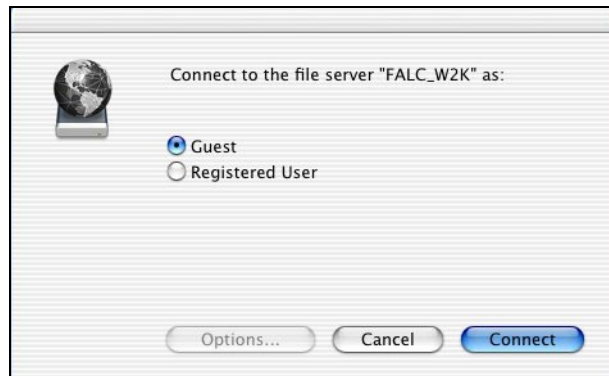 Connect to the file server "FALC_W2K" as:
Guest
Registered User
Options... Cancel Connect